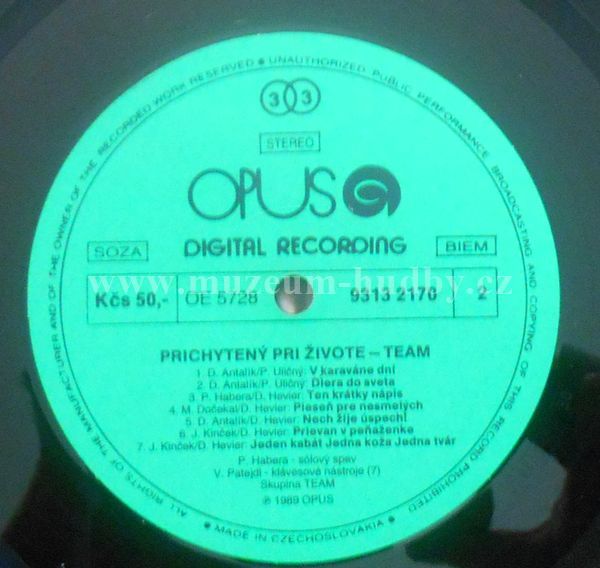 ALL RIGHTS OF THE MANUFACTURER AND OF THE OWNER OF THE RECORDED WORK RESERVED • UNAUTHORIZED PUBLIC PERFORMANCE BROADCASTING AND COPYING OF THIS RECORD PROHIBITED
33
STEREO
OPUS
SOZA
DIGITAL RECORDING
BIEM
Kčs 50,- OE 5728 9313 2170 2
www.muzeum-hudby.cz
PRICHYTENÝ PRI ŽIVOTE – TEAM
1. D. Antalík/P. Uličný: V karaváne dní
2. D. Antalík/P. Uličný: Diera do sveta
3. P. Habera/D. Hevier: Ten krátky nápis
4. M. Dočekal/D. Hevier: Pieseň pre nesmelých
5. D. Antalík/D. Hevier: Nech žije úspech!
6. J. Kinček/D. Hevier: Prievan v peňaženke
7. J. Kinček/D. Hevier: Jeden kabát Jedna koža Jedna tvár
P. Habera - sólový spev
V. Patejdl - klávesové nástroje (7)
Skupina TEAM
℗ 1989 OPUS
• MADE IN CZECHOSLOVAKIA •